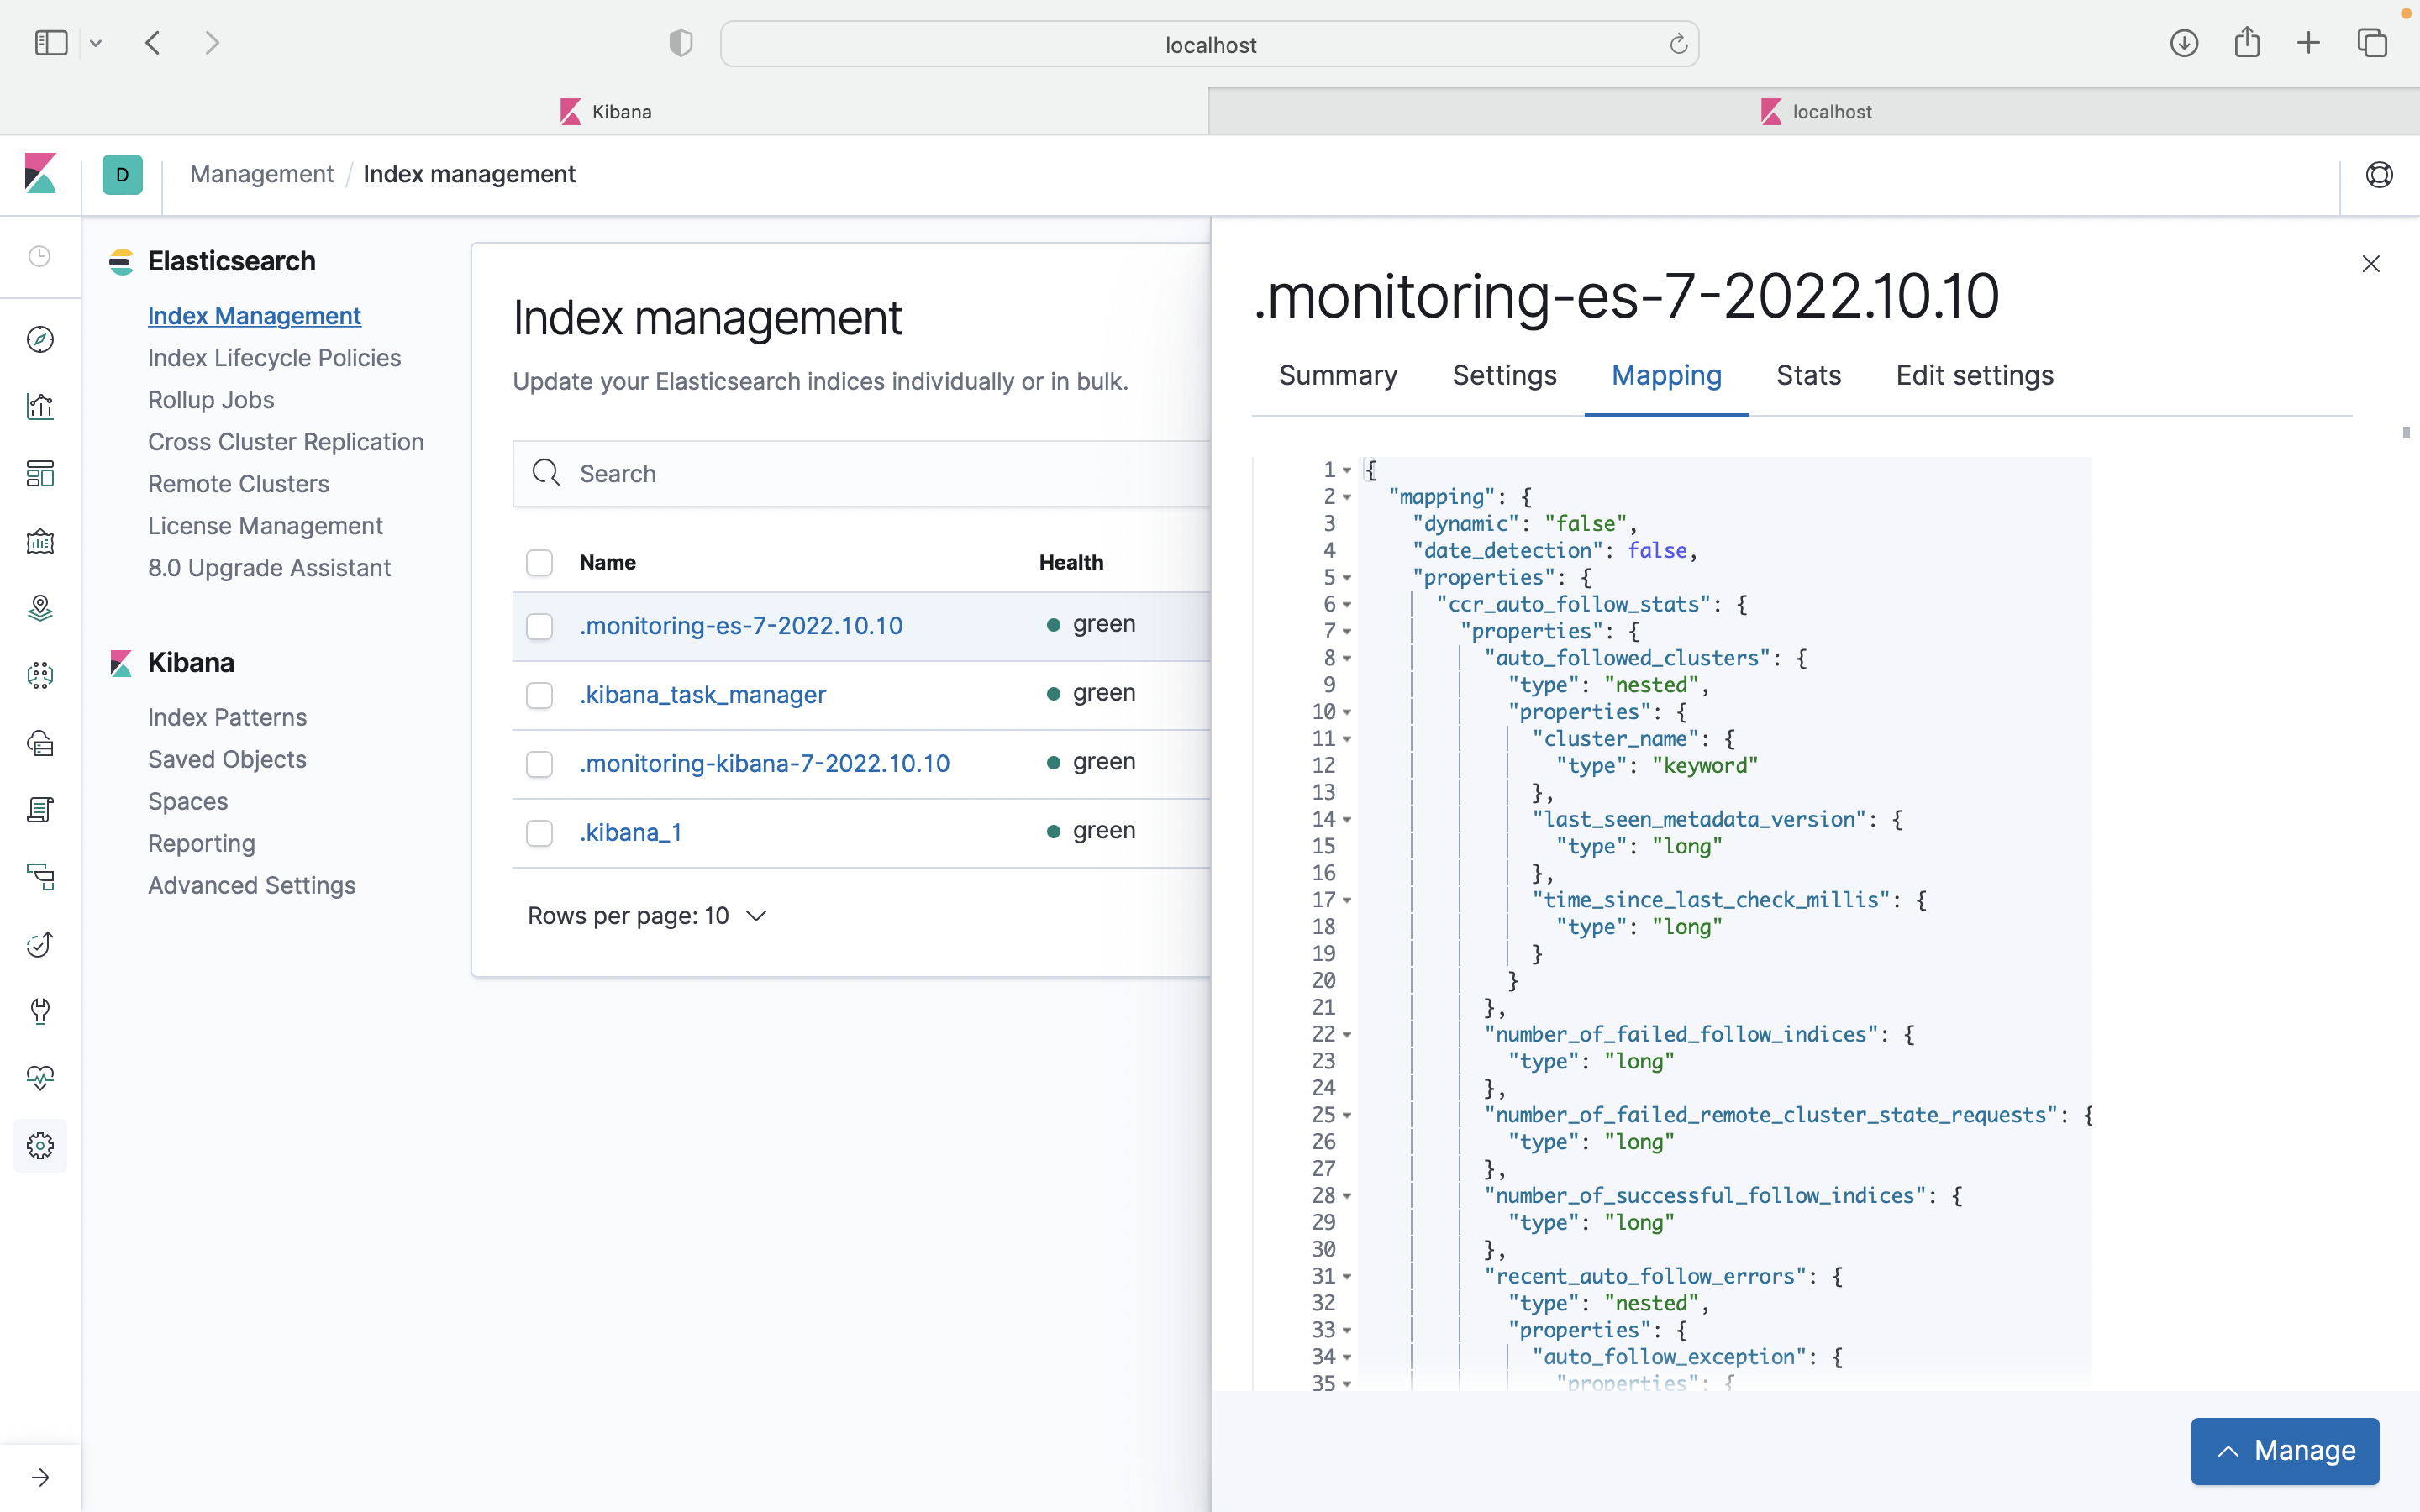 localhost
Kibana
localhost
D
Management / Index management
Elasticsearch
Index Management
Index Lifecycle Policies
Rollup Jobs
Cross Cluster Replication
Remote Clusters
License Management
8.0 Upgrade Assistant
Kibana
Index Patterns
Saved Objects
Spaces
Reporting
Advanced Settings
Index management
Update your Elasticsearch indices individually or in bulk.
Search
Name Health
.monitoring-es-7-2022.10.10 green
.kibana_task_manager green
.monitoring-kibana-7-2022.10.10 green
.kibana_1 green
Rows per page: 10
.monitoring-es-7-2022.10.10
Summary Settings Mapping Stats Edit settings
1 {
2 "mapping": {
3 "dynamic": "false",
4 "date_detection": false,
5 "properties": {
6 "ccr_auto_follow_stats": {
7 "properties": {
8 "auto_followed_clusters": {
9 "type": "nested",
10 "properties": {
11 "cluster_name": {
12 "type": "keyword"
13 },
14 "last_seen_metadata_version": {
15 "type": "long"
16 },
17 "time_since_last_check_millis": {
18 "type": "long"
19 }
20 }
21 },
22 "number_of_failed_follow_indices": {
23 "type": "long"
24 },
25 "number_of_failed_remote_cluster_state_requests": {
26 "type": "long"
27 },
28 "number_of_successful_follow_indices": {
29 "type": "long"
30 },
31 "recent_auto_follow_errors": {
32 "type": "nested",
33 "properties": {
34 "auto_follow_exception": {
35 "properties": {
Manage